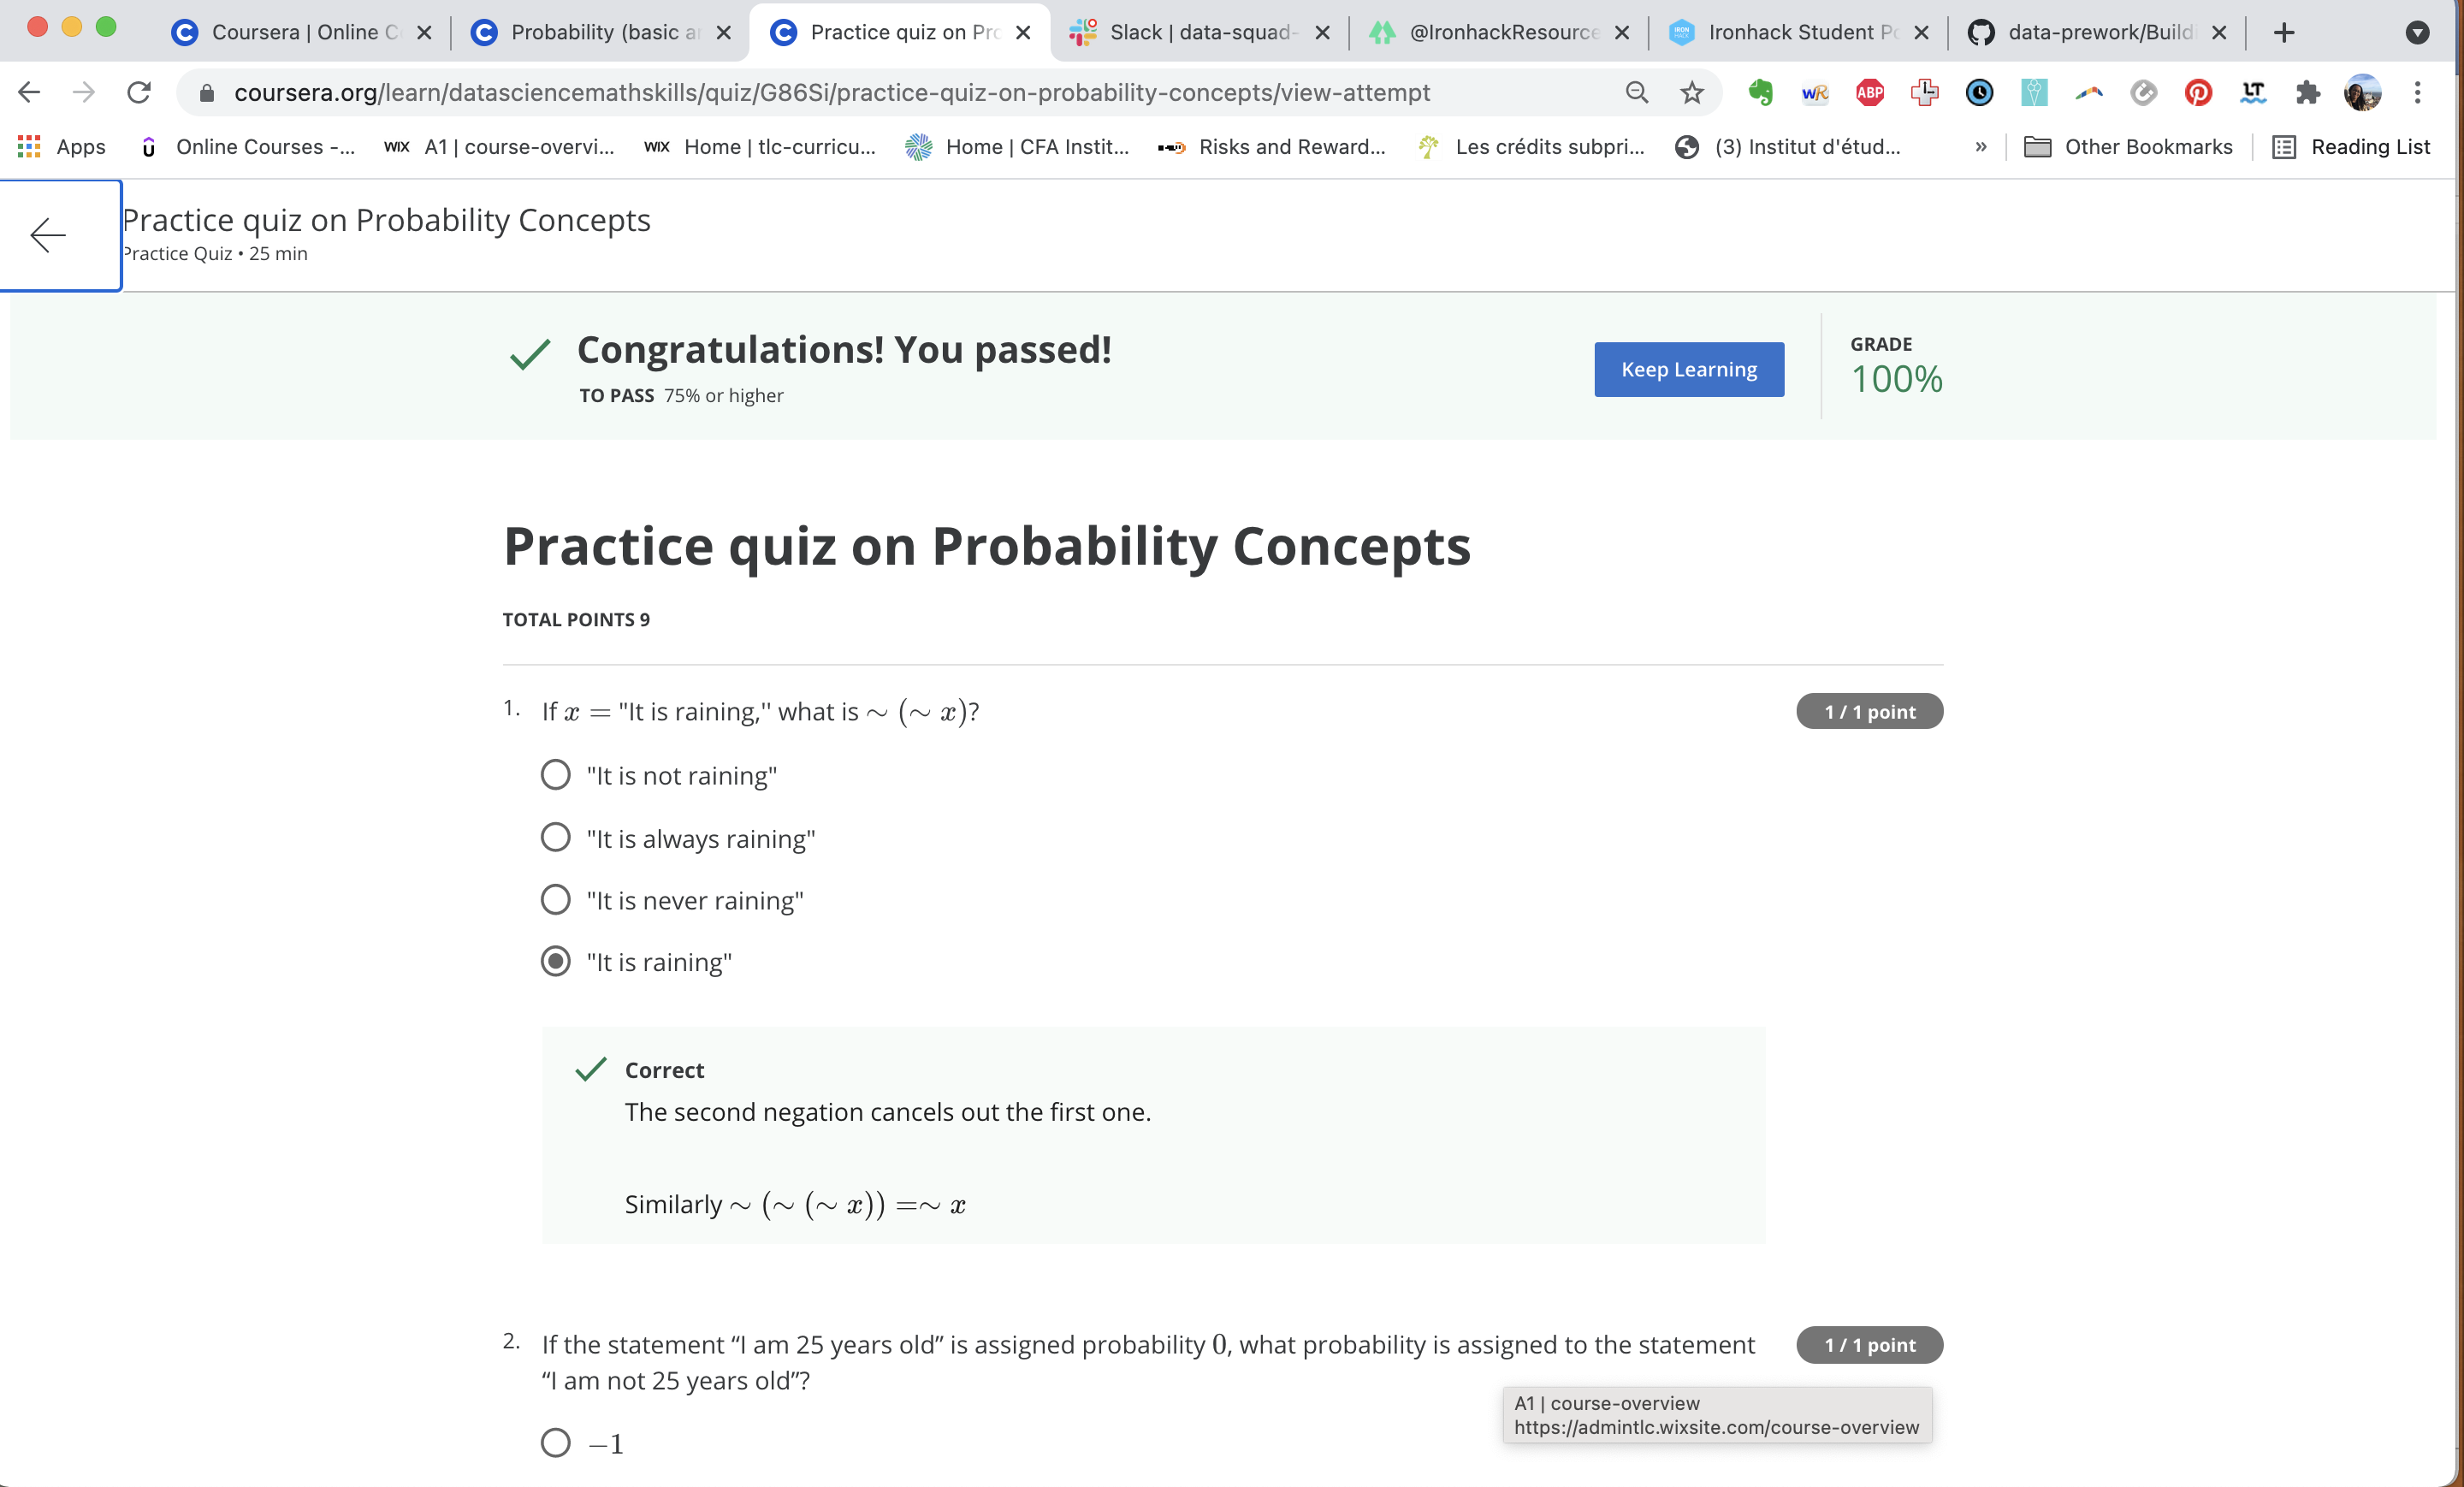 Coursera | Online C
Probability (basic a
Practice quiz on Pro
Slack | data-squad-
@IronhackResource
Ironhack Student Po
data-prework/Build
coursera.org/learn/datasciencemathskills/quiz/G86Si/practice-quiz-on-probability-concepts/view-attempt
Apps
Online Courses -...
WIX A1 | course-overvi...
WIX Home | tlc-curricu...
Home | CFA Instit...
Risks and Reward...
Les crédits subpri...
(3) Institut d'étud...
»
Other Bookmarks
Reading List
Practice quiz on Probability Concepts
Practice Quiz • 25 min
Congratulations! You passed!
TO PASS 75% or higher
Keep Learning
GRADE
100%
Practice quiz on Probability Concepts
TOTAL POINTS 9
1. If x = "It is raining,'' what is ∼ (∼ x)?
1 / 1 point
"It is not raining"
"It is always raining"
"It is never raining"
"It is raining"
Correct
The second negation cancels out the first one.
Similarly ∼ (∼ (∼ x)) =∼ x
2. If the statement “I am 25 years old” is assigned probability 0, what probability is assigned to the statement
“I am not 25 years old”?
1 / 1 point
A1 | course-overview
https://admintlc.wixsite.com/course-overview
−1